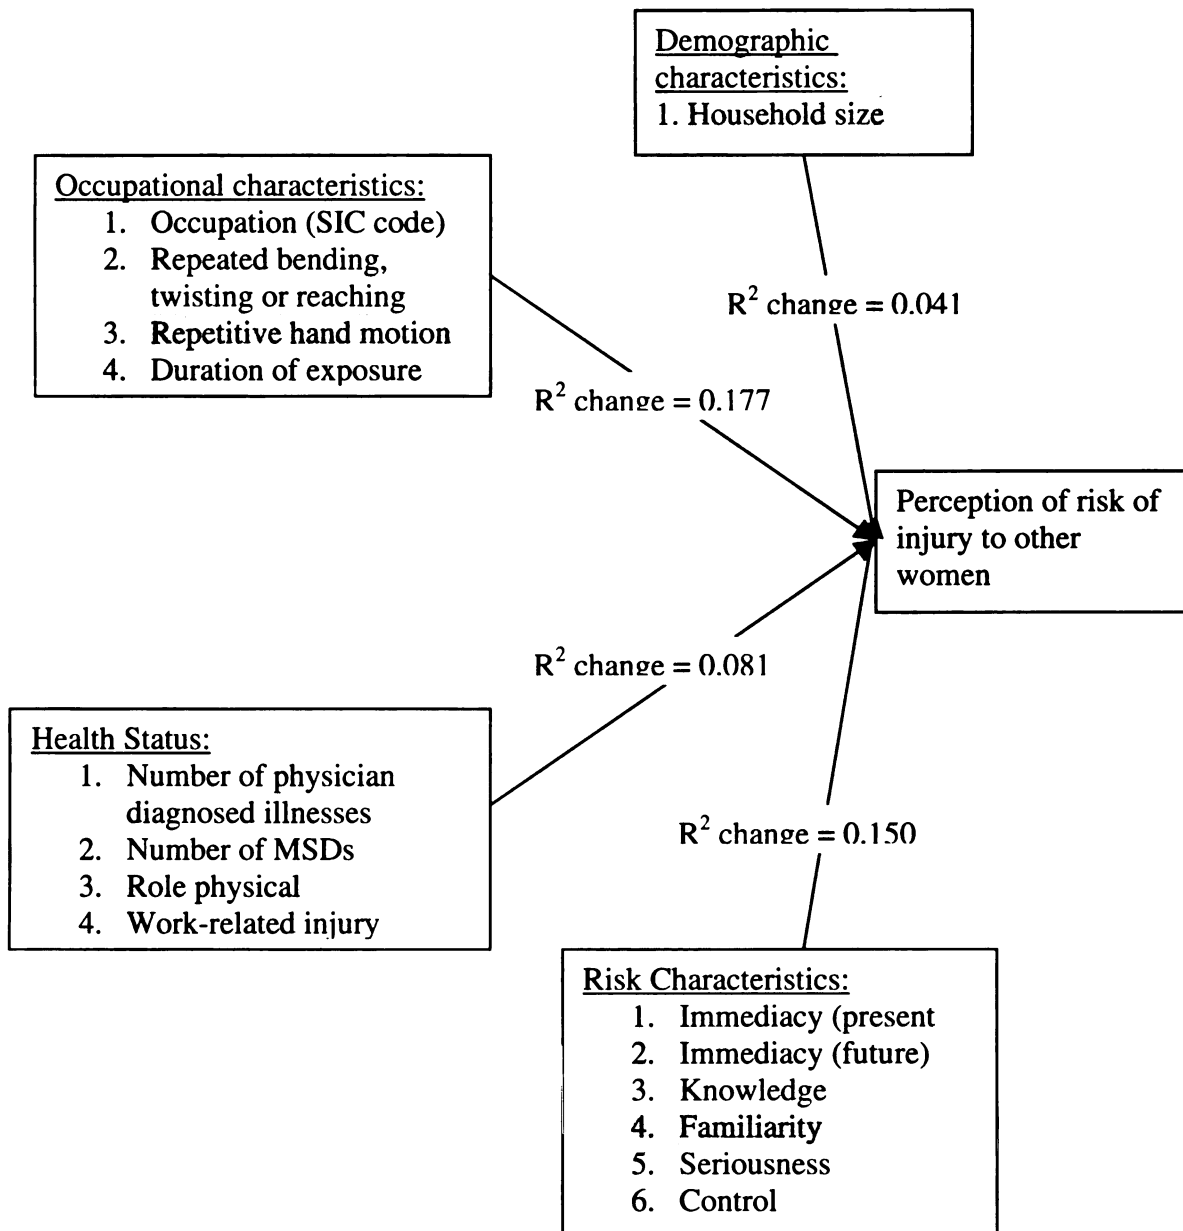 Demographic
characteristics:
1. Household size
Occupational characteristics:
1. Occupation (SIC code)
2. Repeated bending,
twisting or reaching
3. Repetitive hand motion
4. Duration of exposure
R² change = 0.041
R² change = 0.177
Perception of risk of
injury to other
women
R² change = 0.081
Health Status:
1. Number of physician
diagnosed illnesses
2. Number of MSDs
3. Role physical
4. Work-related injury
R² change = 0.150
Risk Characteristics:
1. Immediacy (present
2. Immediacy (future)
3. Knowledge
4. Familiarity
5. Seriousness
6. Control